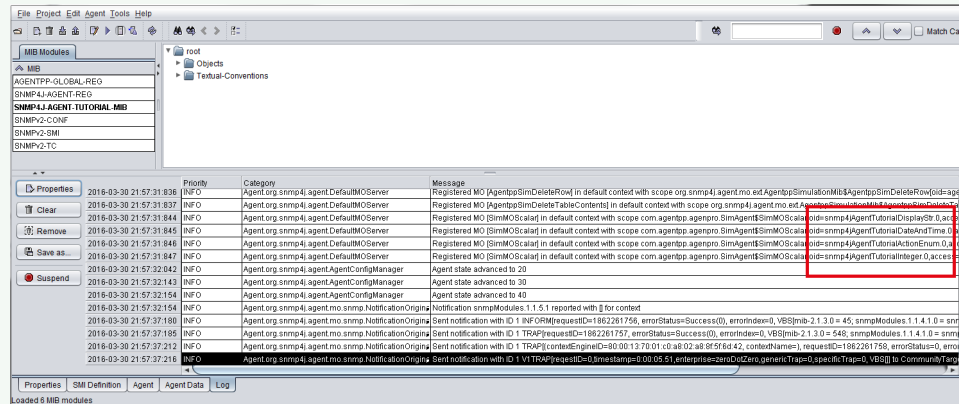 File Project Edit Agent Tools Help
Match Ca
MIB Modules
MIB
AGENTPP-GLOBAL-REG
SNMP4J-AGENT-REG
SNMP4J-AGENT-TUTORIAL-MIB
SNMPv2-CONF
SNMPv2-SMI
SNMPv2-TC
root
Objects
Textual-Conventions
Properties
Clear
Remove
Save as...
Suspend
Priority Category Message
2016-03-30 21:57:31:836 INFO Agent.org.snmp4j.agent.DefaultMOServer Registered MO [AgentppSimDeleteRow] in default context with scope org.snmp4j.agent.mo.ext.AgentppSimulationMib$AgentppSimDeleteRow[oid=age
2016-03-30 21:57:31:837 INFO Agent.org.snmp4j.agent.DefaultMOServer Registered MO [AgentppSimDeleteTableContents] in default context with scope org.snmp4j.agent.mo.ext.AgentppSimulationMib$AgentppSimDeleteTa
2016-03-30 21:57:31:844 INFO Agent.org.snmp4j.agent.DefaultMOServer Registered MO [SimMOScalar] in default context with scope com.agentpp.agenpro.SimAgent$SimMOScalar[oid=snmp4jAgentTutorialDisplayStr.0,acce
2016-03-30 21:57:31:845 INFO Agent.org.snmp4j.agent.DefaultMOServer Registered MO [SimMOScalar] in default context with scope com.agentpp.agenpro.SimAgent$SimMOScalar[oid=snmp4jAgentTutorialDateAndTime.0,a
2016-03-30 21:57:31:846 INFO Agent.org.snmp4j.agent.DefaultMOServer Registered MO [SimMOScalar] in default context with scope com.agentpp.agenpro.SimAgent$SimMOScalar[oid=snmp4jAgentTutorialActionEnum.0,a
2016-03-30 21:57:31:847 INFO Agent.org.snmp4j.agent.DefaultMOServer Registered MO [SimMOScalar] in default context with scope com.agentpp.agenpro.SimAgent$SimMOScalar[oid=snmp4jAgentTutorialInteger.0,access=
2016-03-30 21:57:32:042 INFO Agent.org.snmp4j.agent.AgentConfigManager Agent state advanced to 20
2016-03-30 21:57:32:143 INFO Agent.org.snmp4j.agent.AgentConfigManager Agent state advanced to 30
2016-03-30 21:57:32:154 INFO Agent.org.snmp4j.agent.AgentConfigManager Agent state advanced to 40
2016-03-30 21:57:32:154 INFO Agent.org.snmp4j.agent.mo.snmp.NotificationOrigina Notification snmpModules.1.1.5.1 reported with [] for context
2016-03-30 21:57:37:180 INFO Agent.org.snmp4j.agent.mo.snmp.NotificationOrigina Sent notification with ID 1 INFORM[requestID=1862261756, errorStatus=Success(0), errorIndex=0, VBS[mib-2.1.3.0 = 45; snmpModules.1.1.4.1.0 = snm
2016-03-30 21:57:37:185 INFO Agent.org.snmp4j.agent.mo.snmp.NotificationOrigina Sent notification with ID 1 TRAP[requestID=1862261757, errorStatus=Success(0), errorIndex=0, VBS[mib-2.1.3.0 = 548; snmpModules.1.1.4.1.0 = snmp
2016-03-30 21:57:37:212 INFO Agent.org.snmp4j.agent.mo.snmp.NotificationOrigina Sent notification with ID 1 TRAP[{contextEngineID=80:00:13:70:01:c0:a8:02:a8:8f:5f:6d:42, contextName=}, requestID=1862261758, errorStatus=0, erro
2016-03-30 21:57:37:216 INFO Agent.org.snmp4j.agent.mo.snmp.NotificationOrigina Sent notification with ID 1 V1TRAP[reqestID=0,timestamp=0:00:05.51,enterprise=zeroDotZero,genericTrap=0,specificTrap=0, VBS[]] to CommunityTarge
Properties SMI Definition Agent Agent Data Log
Loaded 6 MIB modules